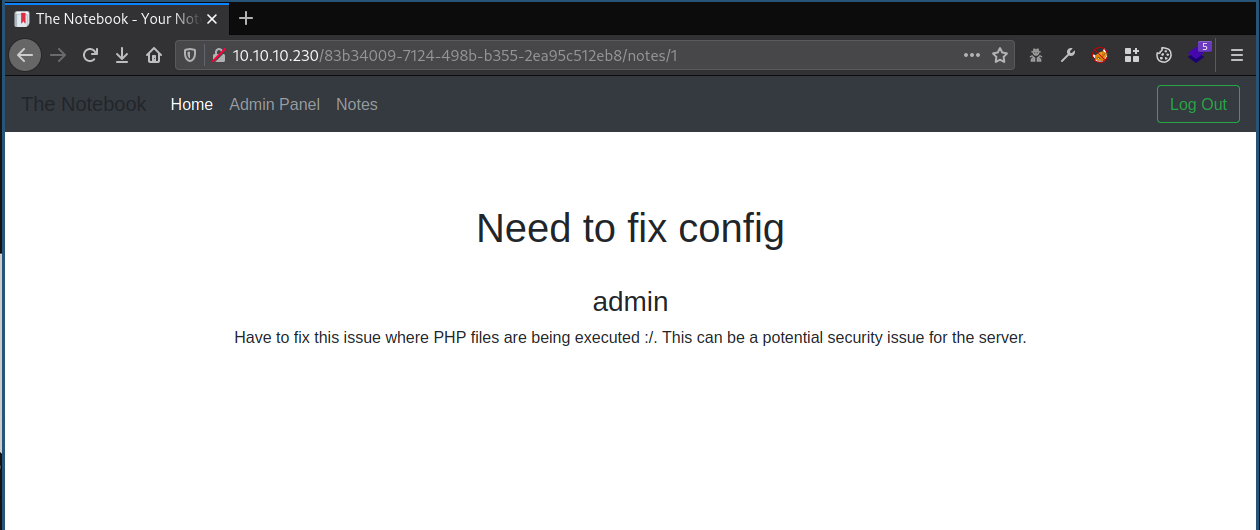 The Notebook - Your Not
10.10.10.230/83b34009-7124-498b-b355-2ea95c512eb8/notes/1
5
The Notebook Home Admin Panel Notes Log Out
Need to fix config
admin
Have to fix this issue where PHP files are being executed :/. This can be a potential security issue for the server.